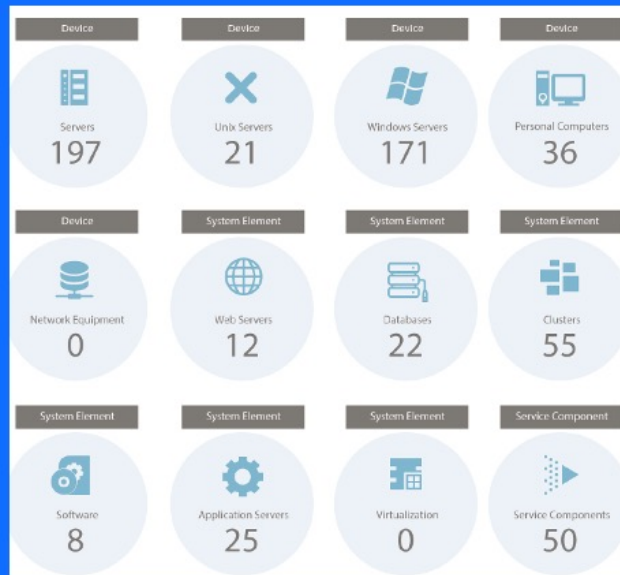 Device
Device
Device
Device
Servers
Unix Servers
Windows Servers
Personal Computers
197
21
171
36
Device
System Element
System Element
System Element
Network Equipment
Web Servers
Databases
Clusters
0
12
22
55
System Element
System Element
System Element
Service Component
Software
Application Servers
Virtualization
Service Components
8
25
0
50